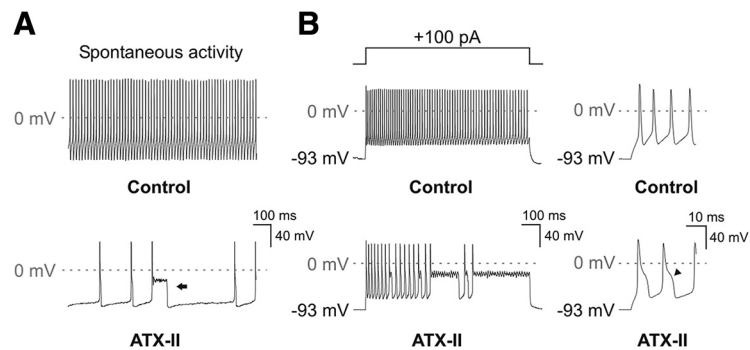 A
B
Spontaneous activity
+100 pA
0 mV
0 mV
0 mV
-93 mV
-93 mV
Control
Control
Control
100 ms
40 mV
100 ms
40 mV
10 ms
40 mV
0 mV
0 mV
0 mV
-93 mV
-93 mV
ATX-II
ATX-II
ATX-II